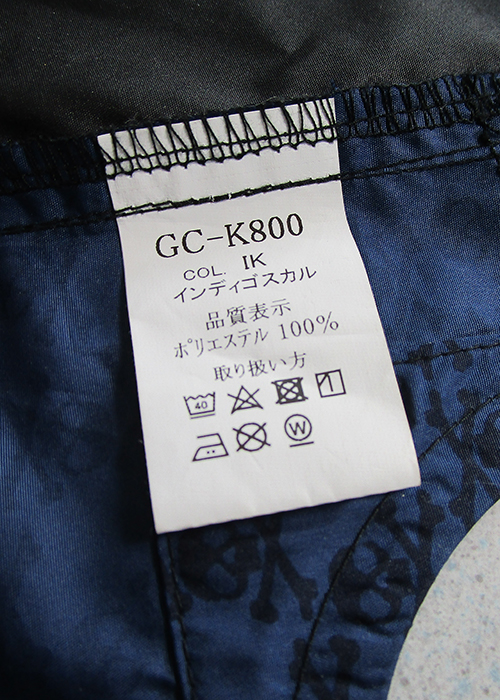 GC-K800
COL. IK
インディゴスカル
品質表示
ポリエステル 100%
取り扱い方
40
W